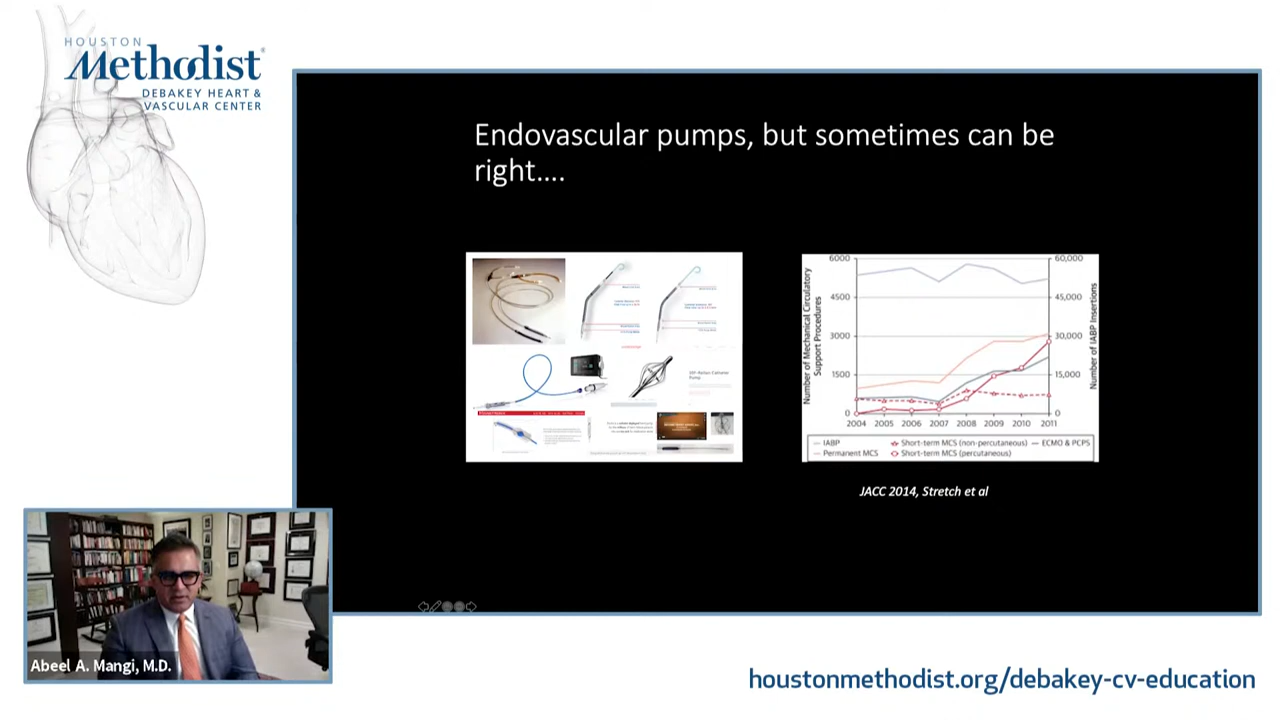 HOUSTON
Methodist
DEBAKEY HEART &
VASCULAR CENTER
Endovascular pumps, but sometimes can be
right....
6000
4500
3000
1500
0
60,000
45,000
30,000
15,000
0
Number of Mechanical Circulatory
Support Procedures
Number of IABP Insertions
2004 2005 2006 2007 2008 2009 2010 2011
IABP
Short-term MCS (non-percutaneous)
ECMO & PCPS
Permanent MCS
Short-term MCS (percutaneous)
JACC 2014, Stretch et al
Abeel A. Mangi, M.D.
houstonmethodist.org/debakey-cv-education